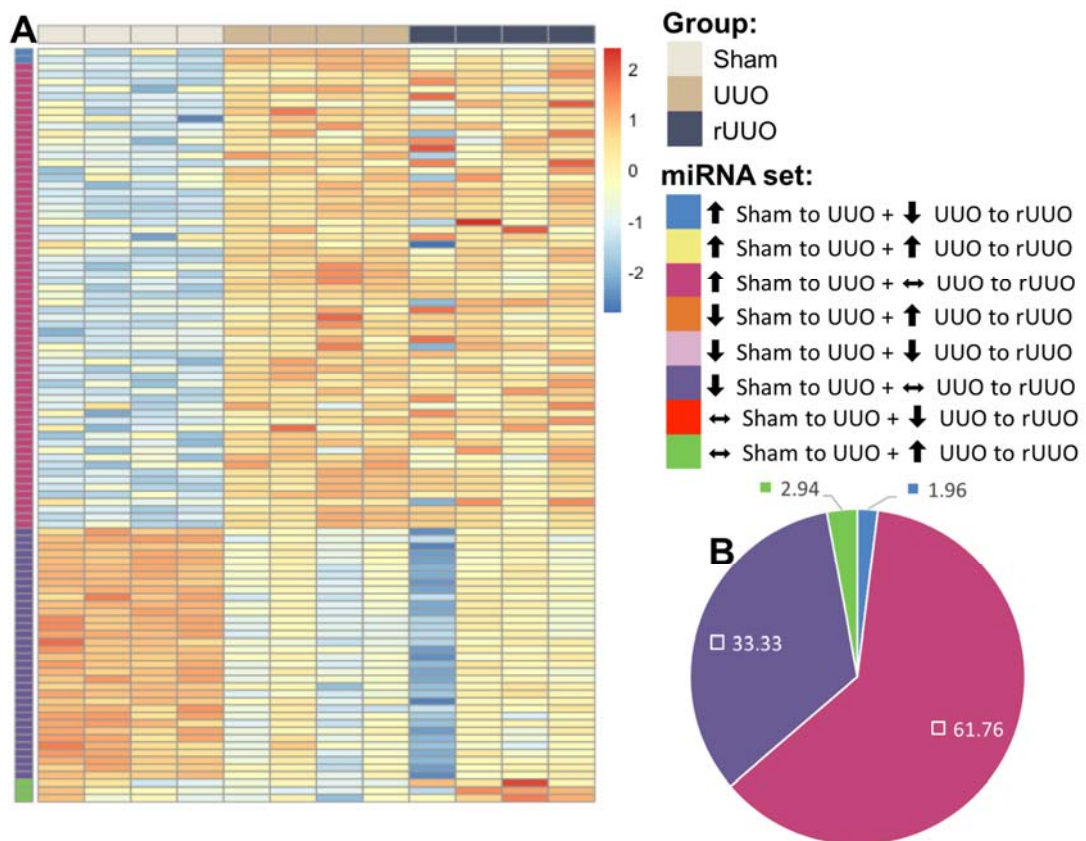 A
2
1
0
-1
-2
Group:
Sham
UUO
rUUO
miRNA set:
⬆ Sham to UUO + ⬇ UUO to rUUO
⬆ Sham to UUO + ⬆ UUO to rUUO
⬆ Sham to UUO + ↔ UUO to rUUO
⬇ Sham to UUO + ⬆ UUO to rUUO
⬇ Sham to UUO + ⬇ UUO to rUUO
⬇ Sham to UUO + ↔ UUO to rUUO
↔ Sham to UUO + ⬇ UUO to rUUO
↔ Sham to UUO + ⬆ UUO to rUUO
2.94
1.96
B
33.33
61.76